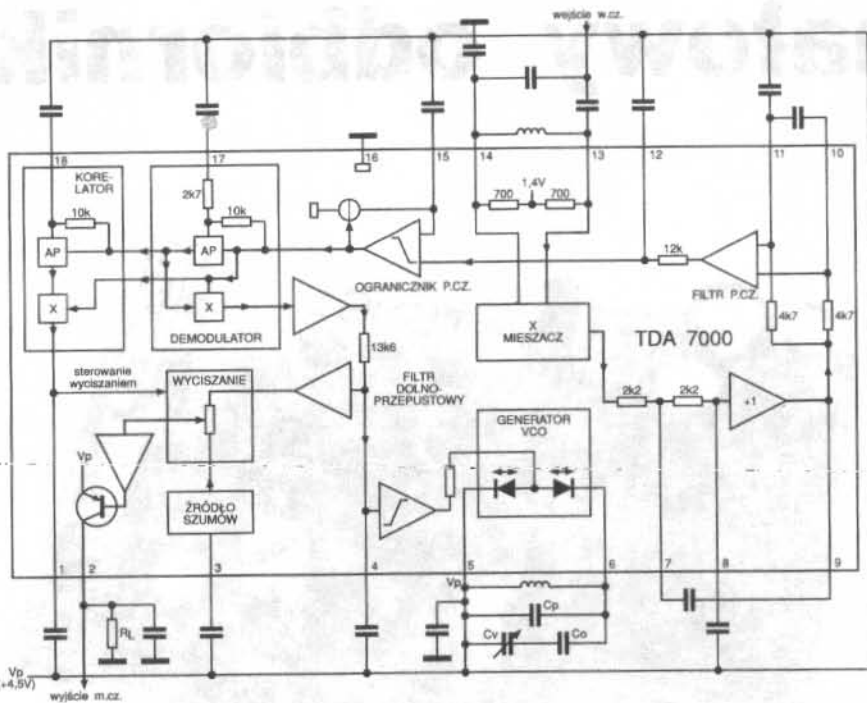 wejście w.cz.
18
17
16
15
14
13
12
11
10
KORE-
LATOR
2k7
10k
10k
AP
AP
X
X
DEMODULATOR
OGRANICZNIK P.CZ.
1,4V
700
700
12k
FILTR P.CZ.
4k7
4k7
X
MIESZACZ
TDA 7000
13k6
sterowanie
wyciszaniem
WYCISZANIE
FILTR
DOLNO-
PRZEPUSTOWY
2k2
2k2
+1
GENERATOR
VCO
Vp
ŹRÓDŁO
SZUMÓW
1
2
3
4
5
6
7
8
9
Vp
RL
Cp
Cv
Co
Vp
(+4,5V)
wyjście m.cz.